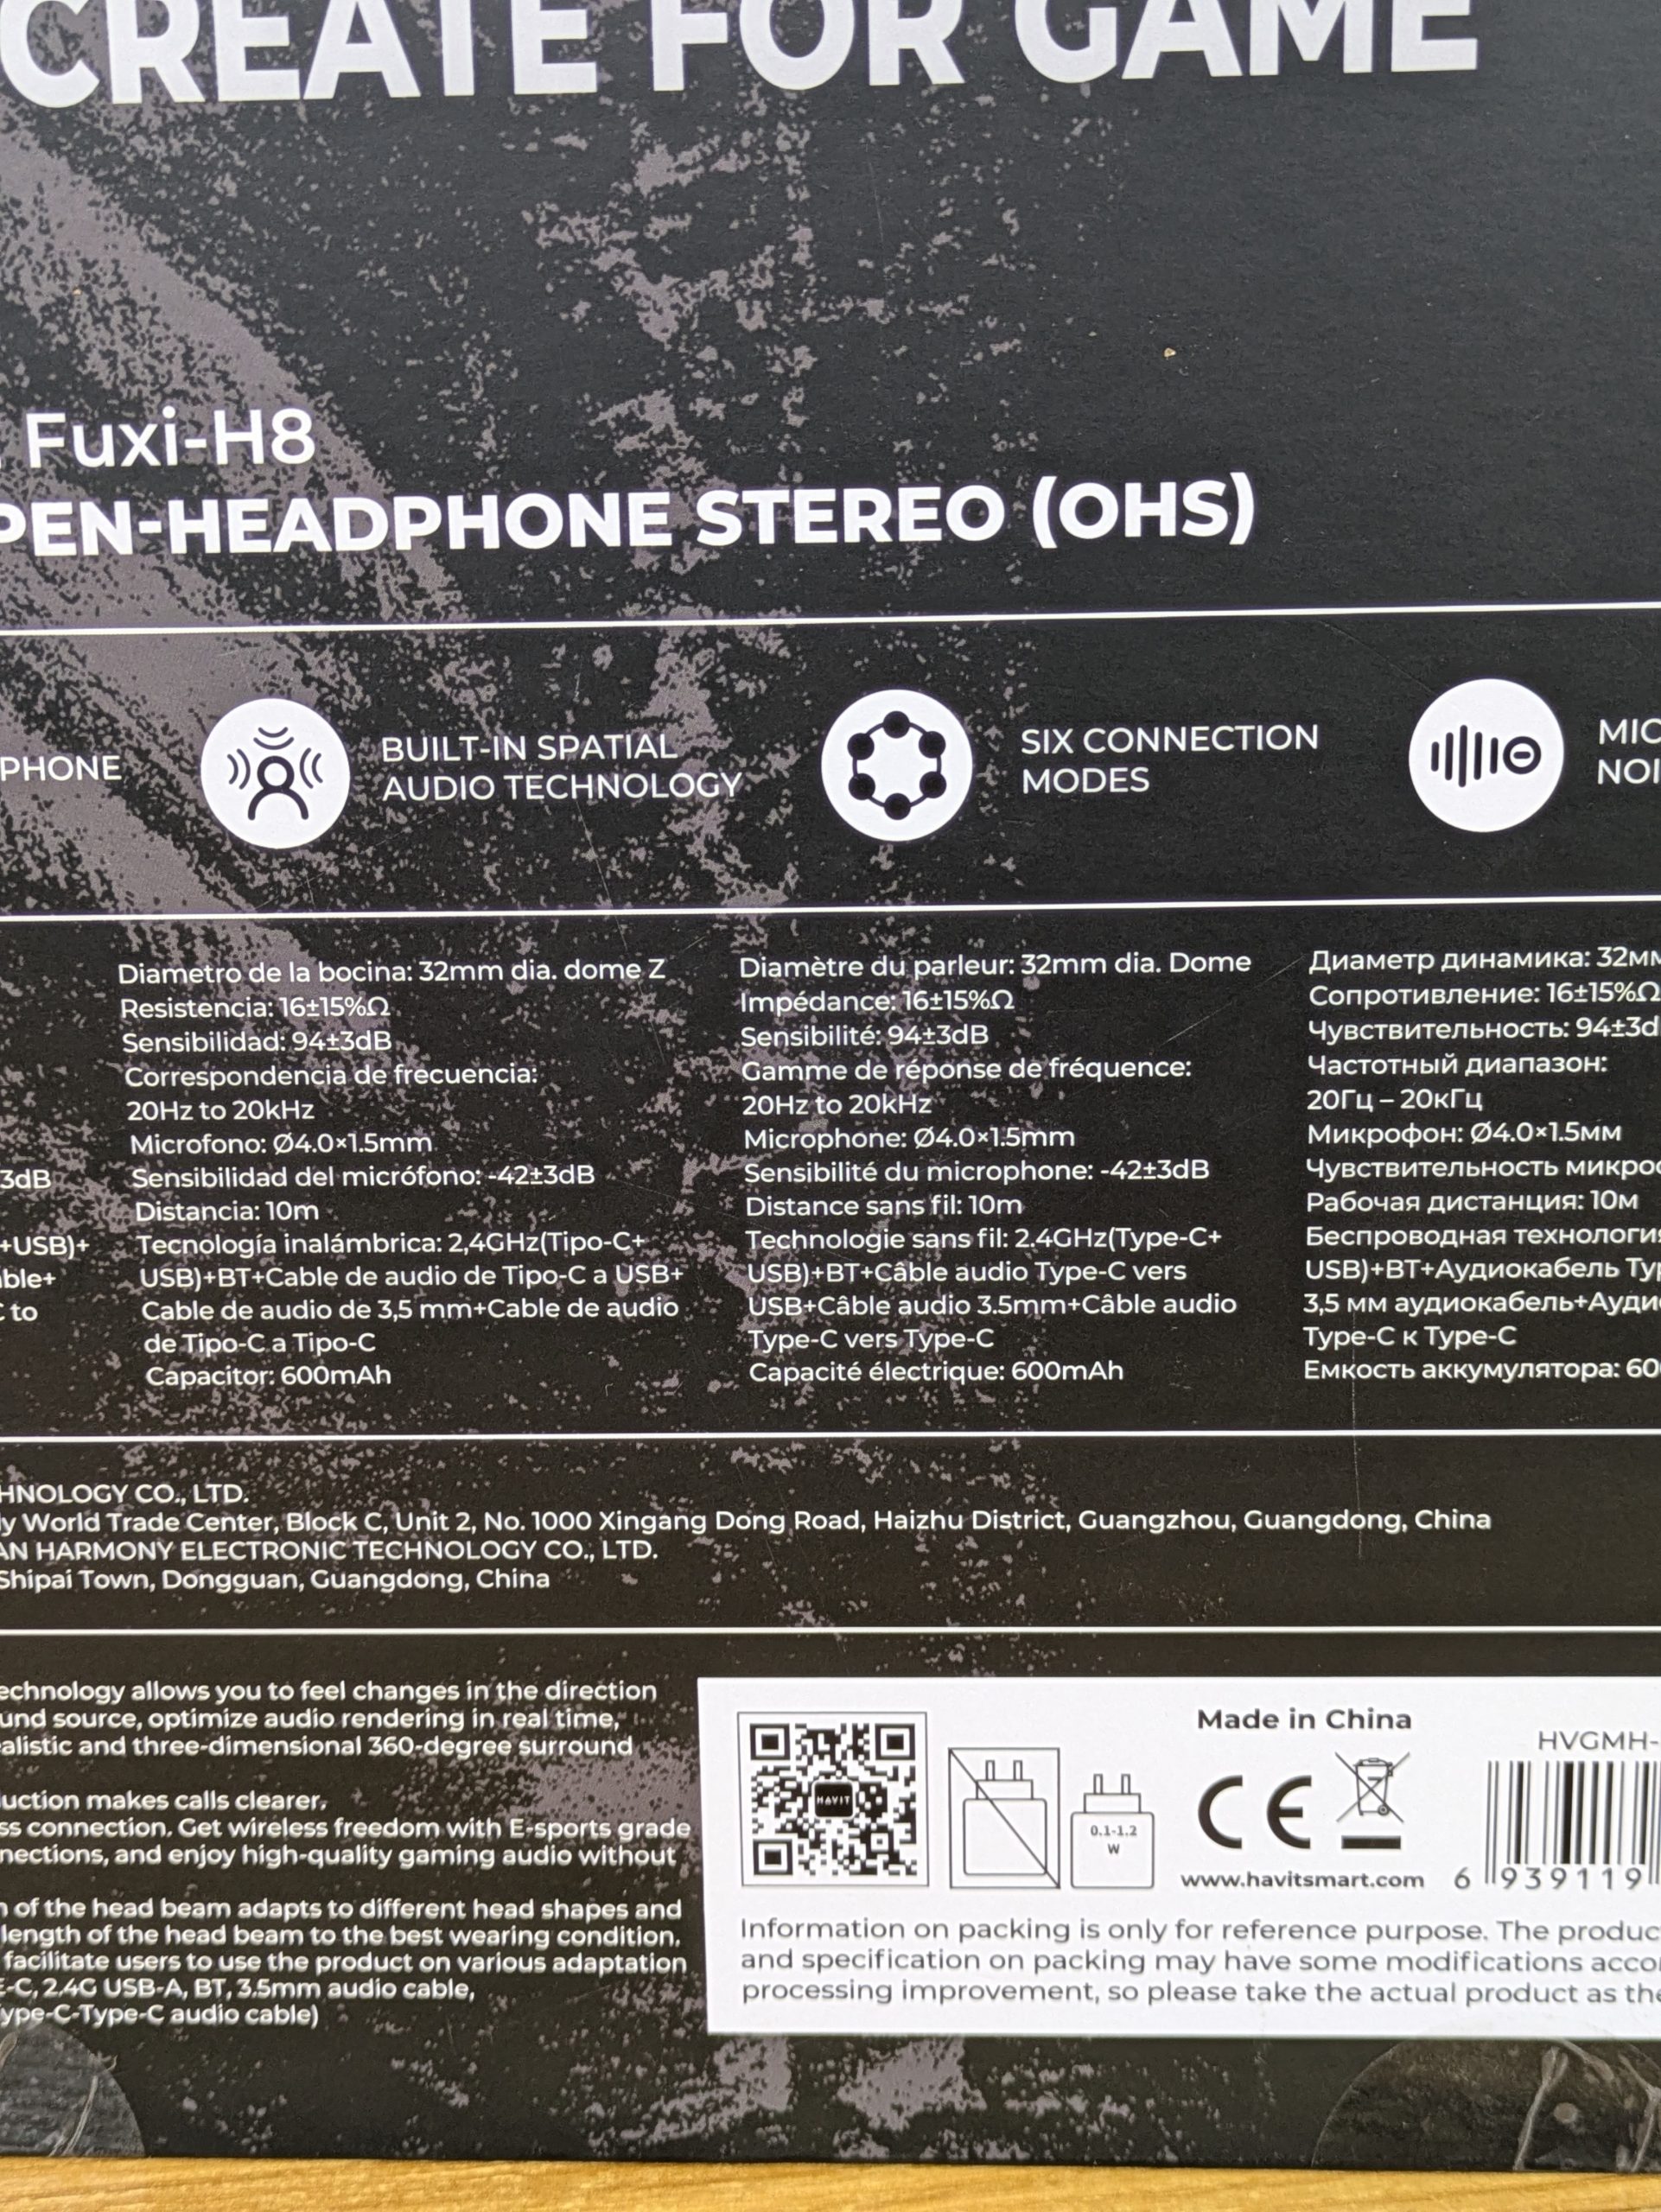 CREATE FOR GAME
Fuxi-H8
PEN-HEADPHONE STEREO (OHS)
PHONE
BUILT-IN SPATIAL
AUDIO TECHNOLOGY
SIX CONNECTION
MODES
MIC
NOI
3dB
+USB)+
ble+
C to
Diametro de la bocina: 32mm dia. dome Z
Resistencia: 16±15%Ω
Sensibilidad: 94±3dB
Correspondencia de frecuencia:
20Hz to 20kHz
Microfono: Ø4.0×1.5mm
Sensibilidad del micrófono: -42±3dB
Distancia: 10m
Tecnología inalámbrica: 2,4GHz(Tipo-C+
USB)+BT+Cable de audio de Tipo-C a USB+
Cable de audio de 3,5 mm+Cable de audio
de Tipo-C a Tipo-C
Capacitor: 600mAh
Diamètre du parleur: 32mm dia. Dome
Impédance: 16±15%Ω
Sensibilité: 94±3dB
Gamme de réponse de fréquence:
20Hz to 20kHz
Microphone: Ø4.0×1.5mm
Sensibilité du microphone: -42±3dB
Distance sans fil: 10m
Technologie sans fil: 2.4GHz(Type-C+
USB)+BT+Câble audio Type-C vers
USB+Câble audio 3.5mm+Câble audio
Type-C vers Type-C
Capacité électrique: 600mAh
Диаметр динамика: 32мм
Сопротивление: 16±15%Ω
Чувствительность: 94±3d
Частотный диапазон:
20Гц – 20кГц
Микрофон: Ø4.0×1.5мм
Чувствительность микроф
Рабочая дистанция: 10м
Беспроводная технология
USB)+BT+Аудиокабель Typ
3,5 мм аудиокабель+Аудио
Type-C к Type-C
Емкость аккумулятора: 60
HNOLOGY CO., LTD.
ly World Trade Center, Block C, Unit 2, No. 1000 Xingang Dong Road, Haizhu District, Guangzhou, Guangdong, China
AN HARMONY ELECTRONIC TECHNOLOGY CO., LTD.
Shipai Town, Dongguan, Guangdong, China
echnology allows you to feel changes in the direction
und source, optimize audio rendering in real time,
alistic and three-dimensional 360-degree surround
uction makes calls clearer.
ss connection. Get wireless freedom with E-sports grade
nections, and enjoy high-quality gaming audio without
n of the head beam adapts to different head shapes and
length of the head beam to the best wearing condition.
facilitate users to use the product on various adaptation
E-C, 2.4G USB-A, BT, 3.5mm audio cable,
ype-C-Type-C audio cable)
HAVIT
0.1-1.2
W
Made in China
CE
www.havitsmart.com
HVGMH-
6 939119
Information on packing is only for reference purpose. The produc
and specification on packing may have some modifications acco
processing improvement, so please take the actual product as the